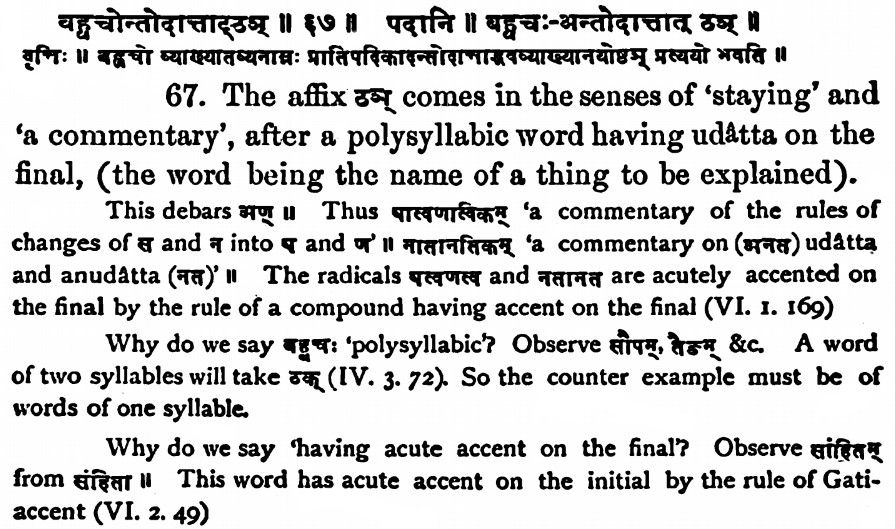 बह्वचोन्तोदात्ताट्ठञ् ॥ ६७ ॥ पदानि ॥ बह्वचः-अन्तोदात्तात् ठञ् ॥
वृत्तिः ॥ बह्वचो व्याख्यातव्यनाम्नः प्रातिपदिकादन्तोदात्ताद्भवव्याख्यानयोष्ठञ् प्रत्ययो भवति ॥
67. The affix ठञ् comes in the senses of ‘staying’ and
‘a commentary’, after a polysyllabic word having udâtta on the
final, (the word being the name of a thing to be explained).
This debars अण् ॥ Thus षात्वणत्विकम् ‘a commentary of the rules of
changes of स and न into ष and ण’ ॥ नातानतिकम् ‘a commentary on (अनत) udâtta
and anudâtta (नत)’ ॥ The radicals षत्वणत्व and नतानत are acutely accented on
the final by the rule of a compound having accent on the final (VI. 1. 169)
Why do we say बह्वचः ‘polysyllabic’? Observe सौपम्, तैङम् &c. A word
of two syllables will take ठक् (IV. 3. 72). So the counter example must be of
words of one syllable.
Why do we say ‘having acute accent on the final’? Observe सांहितम्
from संहिता ॥ This word has acute accent on the initial by the rule of Gati-
accent (VI. 2. 49)